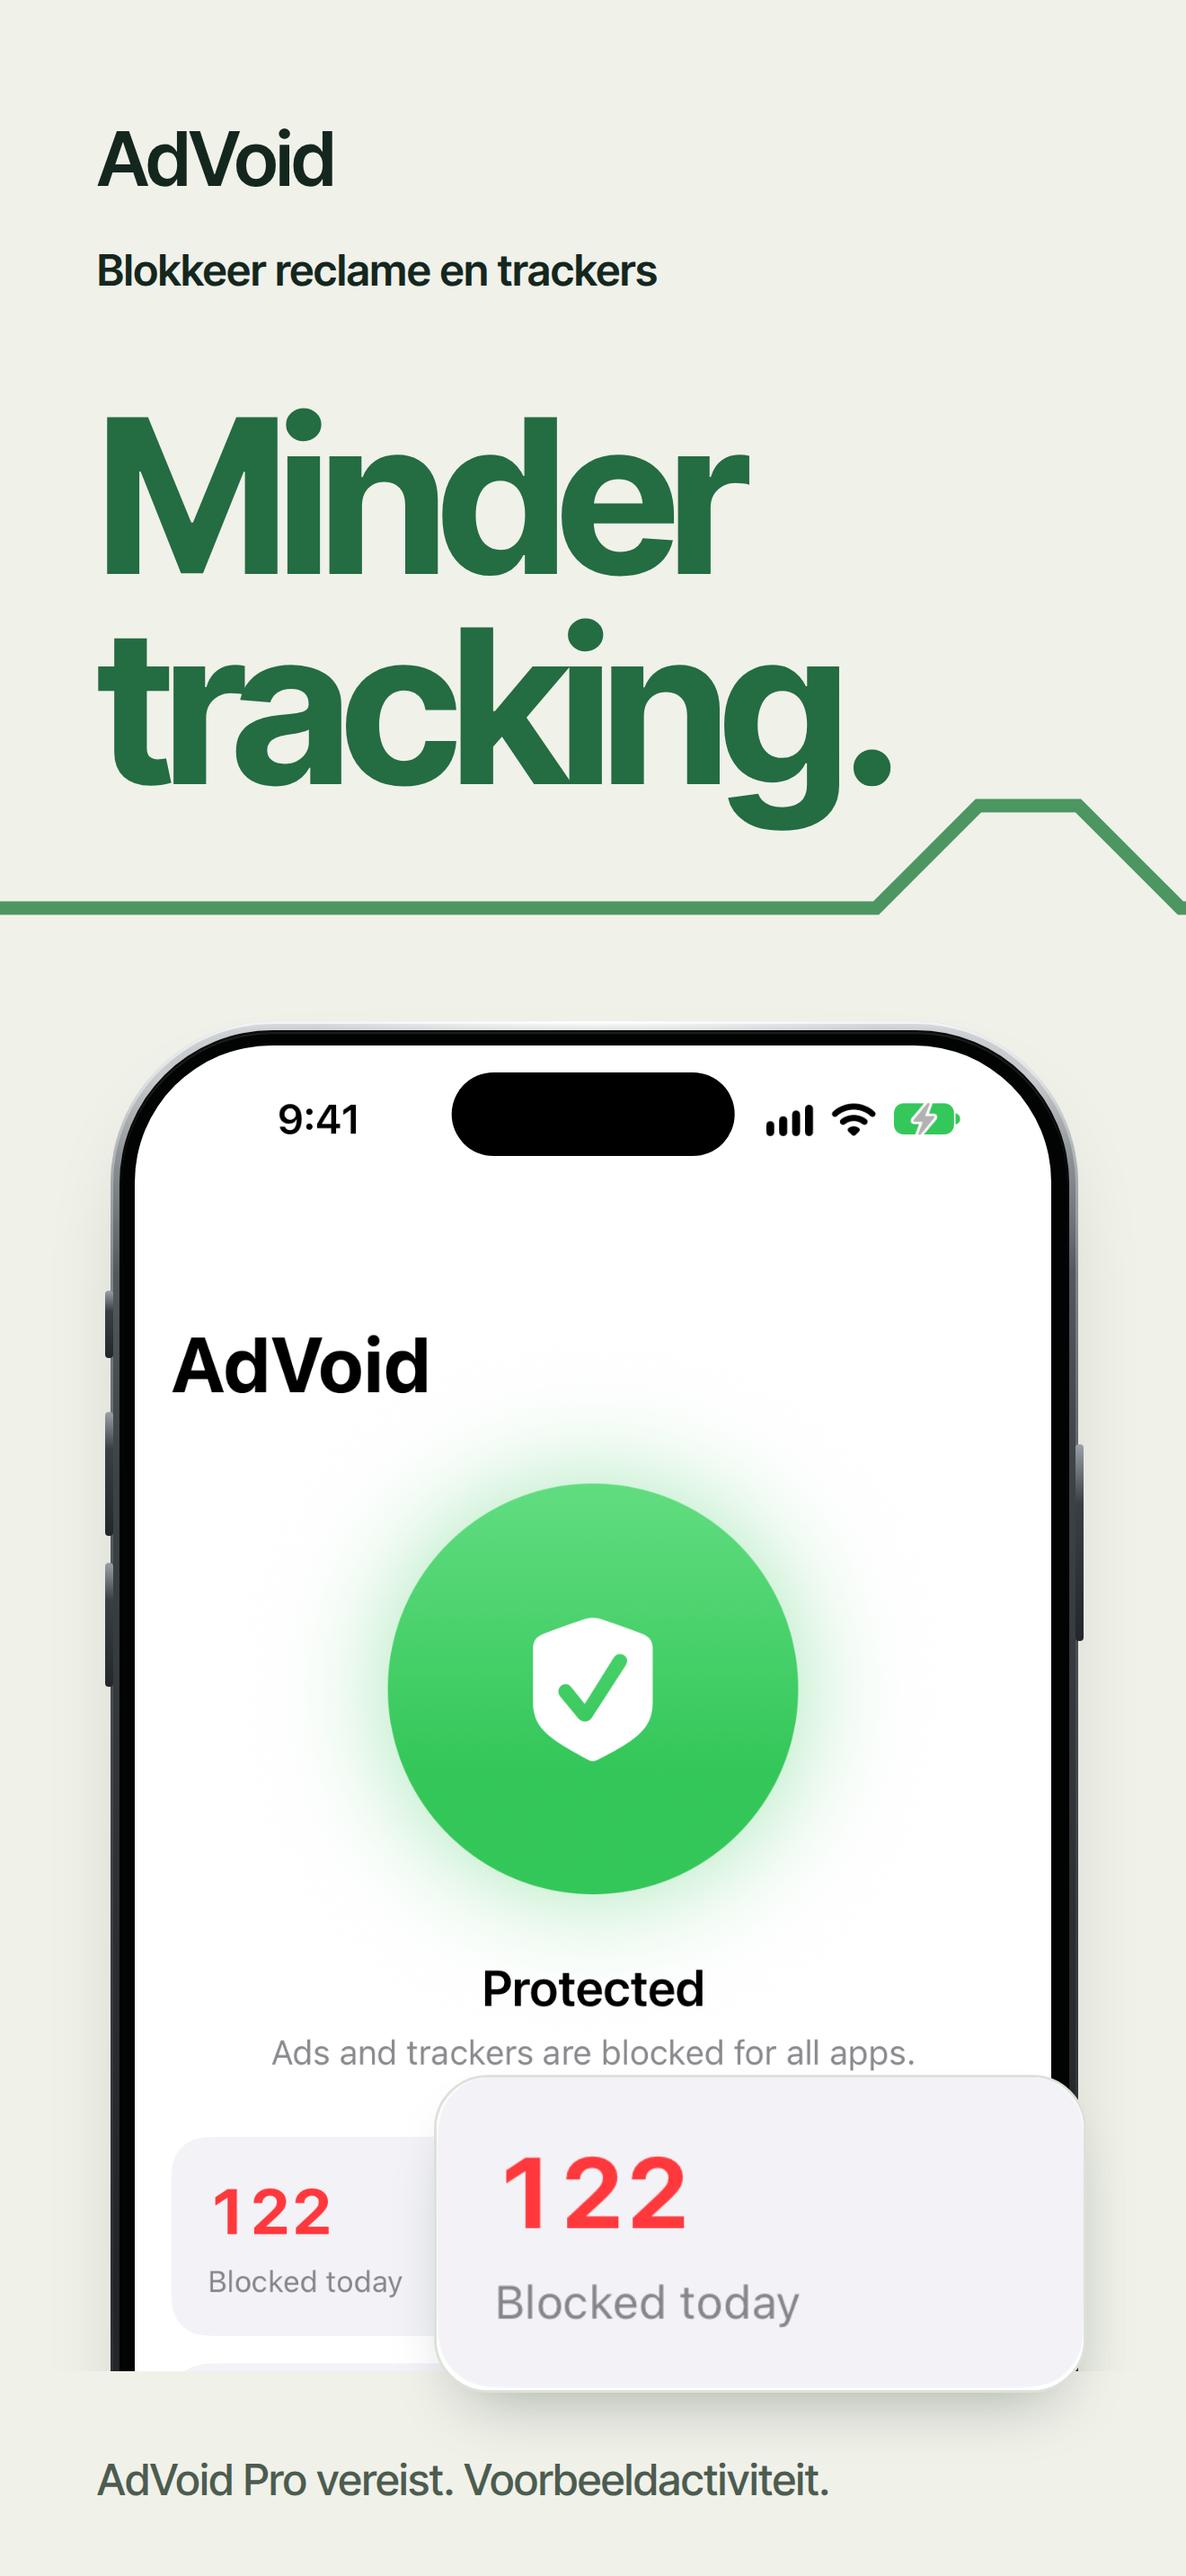 AdVoid
Blokkeer reclame en trackers
Minder
tracking.
9:41
AdVoid
Protected
Ads and trackers are blocked for all apps.
122
Blocked today
122
Blocked today
AdVoid Pro vereist. Voorbeeldactiviteit.